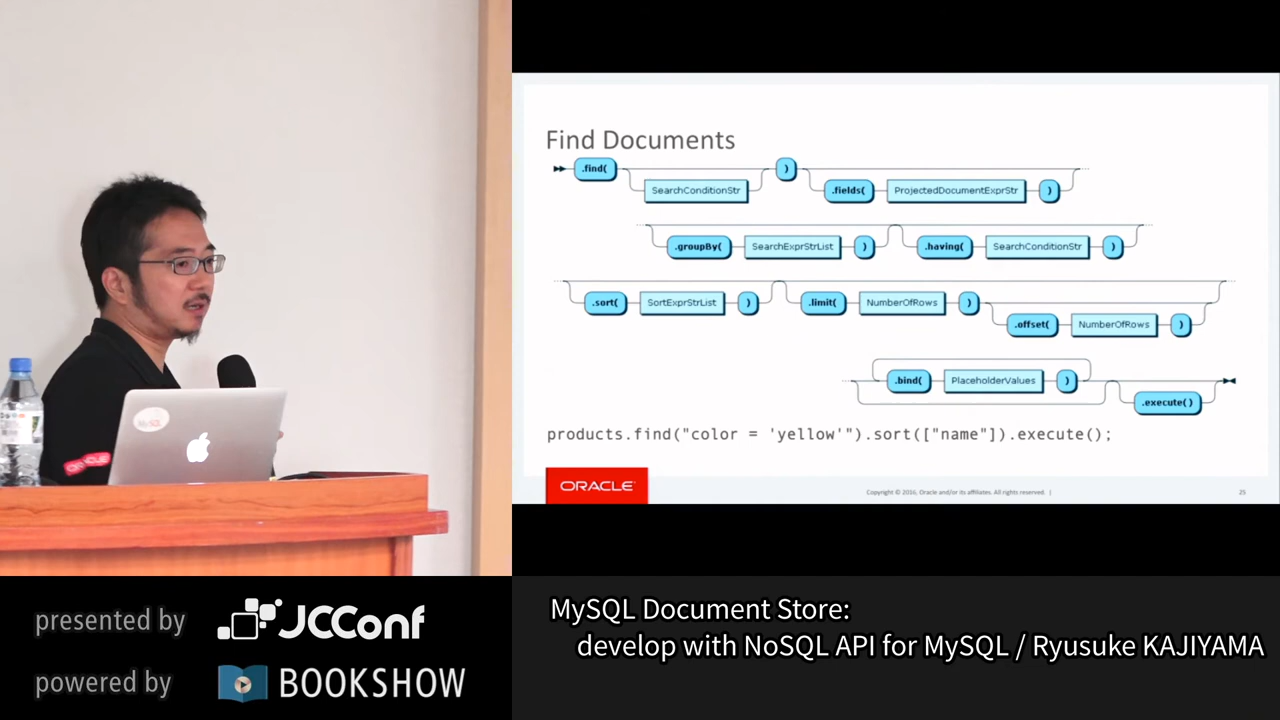 Find Documents
.find( SearchConditionStr ) .fields( ProjectedDocumentExprStr )
.groupBy( SearchExprStrList ) .having( SearchConditionStr )
.sort( SortExprStrList ) .limit( NumberOfRows ) .offset( NumberOfRows )
.bind( PlaceholderValues ) .execute()
products.find("color = 'yellow'").sort(["name"]).execute();
ORACLE
Copyright © 2016, Oracle and/or its affiliates. All rights reserved. |
25
MySQL
ORACLE
presented by JCConf
powered by BOOKSHOW
MySQL Document Store:
develop with NoSQL API for MySQL / Ryusuke KAJIYAMA